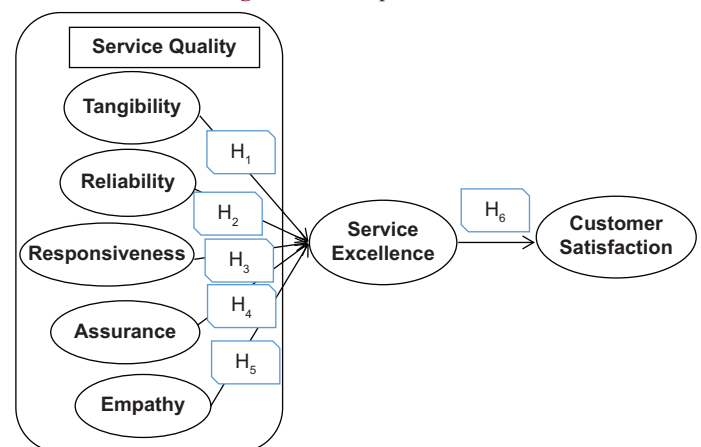 Service Quality
Tangibility
H₁
Reliability
H₂
Responsiveness
H₃
Assurance
H₄
Empathy
H₅
Service
Excellence
H₆
Customer
Satisfaction